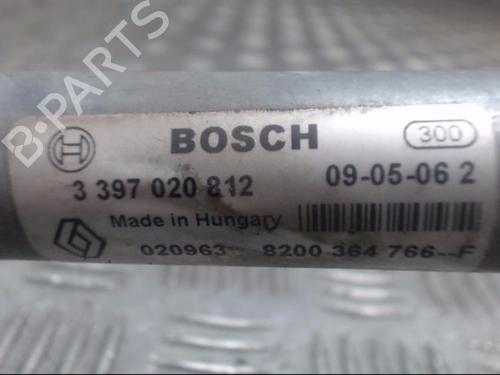 B-PARTS
BOSCH 300
3 397 020 812 09-05-06 2
Made in Hungary
020963 8200 364 766--F